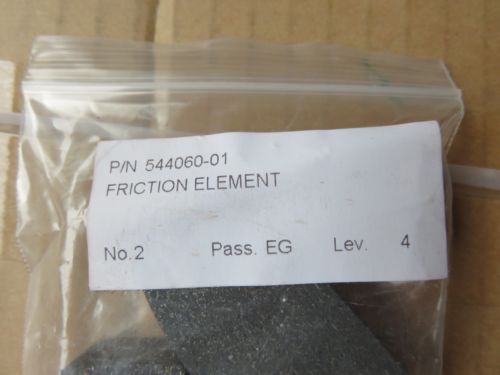 P/N 544060-01
FRICTION ELEMENT
No.2 Pass. EG Lev. 4